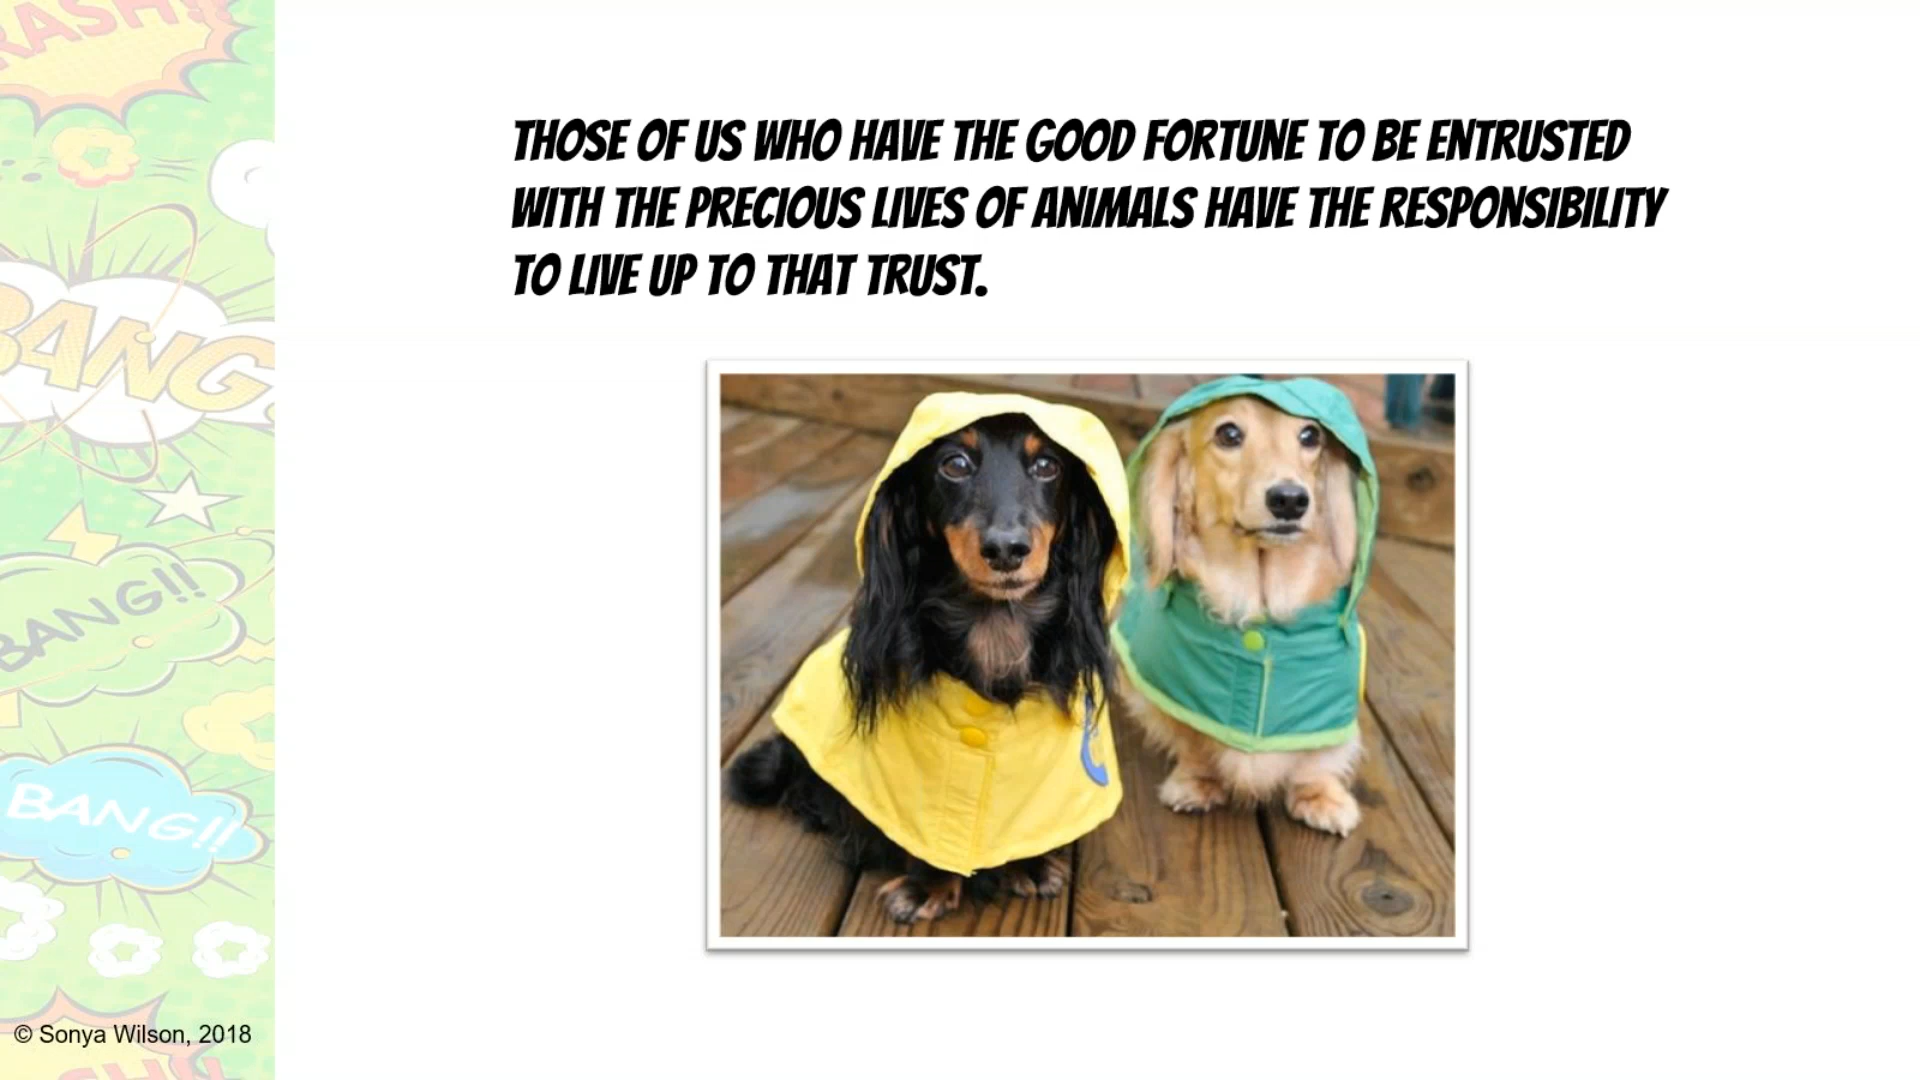 RASH!!
THOSE OF US WHO HAVE THE GOOD FORTUNE TO BE ENTRUSTED
WITH THE PRECIOUS LIVES OF ANIMALS HAVE THE RESPONSIBILITY
TO LIVE UP TO THAT TRUST.
BANG
BANG!!
BANG!!
© Sonya Wilson, 2018
SH!!